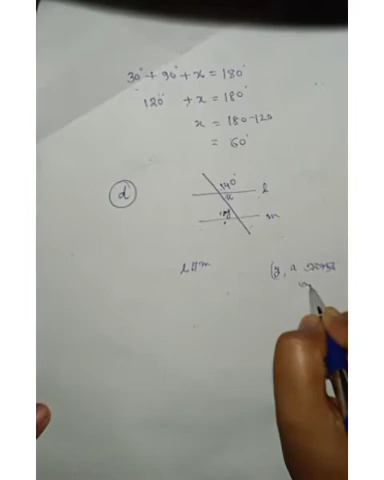 30° + 90° + x = 180°
120° + x = 180°
x = 180-120
= 60°
d
140°
l
x
y
m
l || m
(y, x